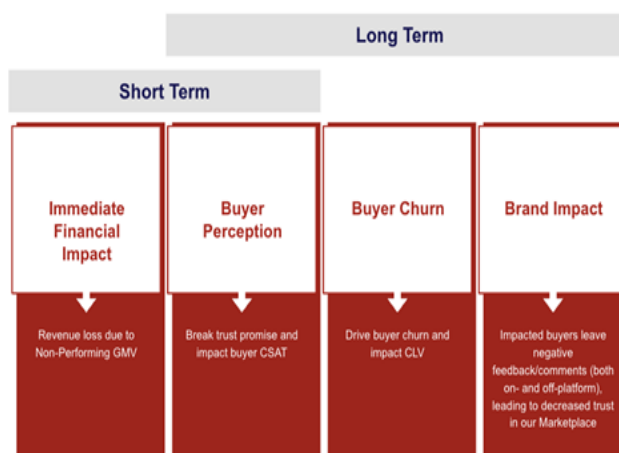 Long Term
Short Term
Immediate
Financial
Impact
Revenue loss due to
Non-Performing GMV
Buyer
Perception
Break trust promise and
impact buyer CSAT
Buyer Churn
Drive buyer churn and
impact CLV
Brand Impact
Impacted buyers leave
negative
feedback/comments (both
on- and off-platform),
leading to decreased trust
in our Marketplace